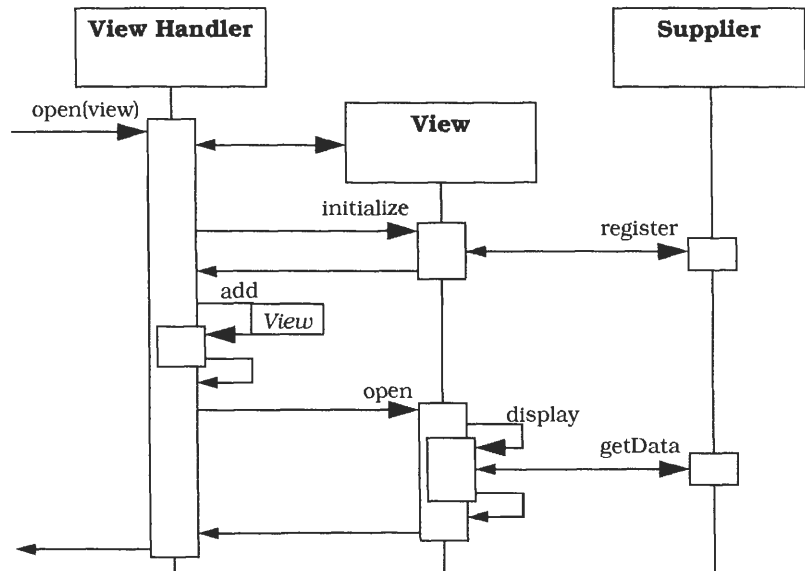 View Handler
Supplier
open(view)
View
initialize
register
add
View
open
display
getData